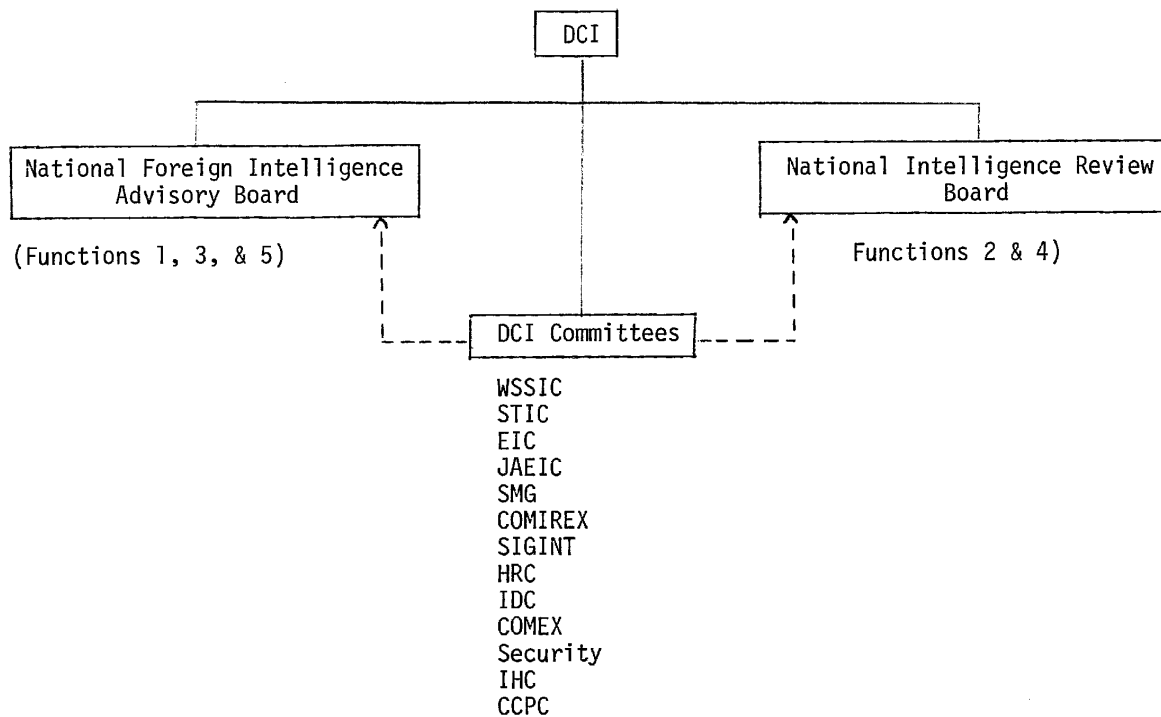 DCI
National Foreign Intelligence
Advisory Board
National Intelligence Review
Board
(Functions 1, 3, & 5)
Functions 2 & 4)
DCI Committees
WSSIC
STIC
EIC
JAEIC
SMG
COMIREX
SIGINT
HRC
IDC
COMEX
Security
IHC
CCPC